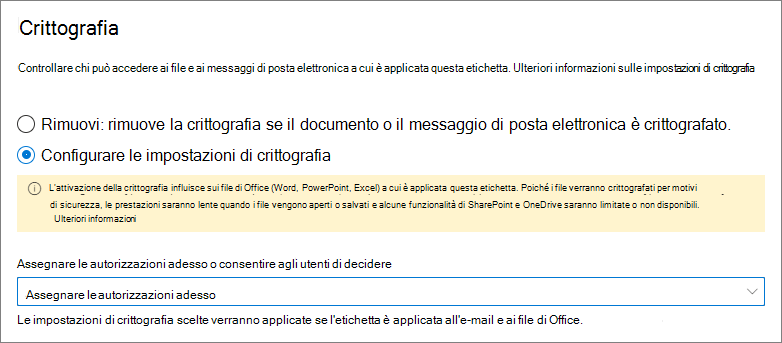 Crittografia
Controllare chi può accedere ai file e ai messaggi di posta elettronica a cui è applicata questa etichetta. Ulteriori informazioni sulle impostazioni di crittografia
Rimuovi: rimuove la crittografia se il documento o il messaggio di posta elettronica è crittografato.
Configurare le impostazioni di crittografia
L'attivazione della crittografia influisce sui file di Office (Word, PowerPoint, Excel) a cui è applicata questa etichetta. Poiché i file verranno crittografati per motivi
di sicurezza, le prestazioni saranno lente quando i file vengono aperti o salvati e alcune funzionalità di SharePoint e OneDrive saranno limitate o non disponibili.
Ulteriori informazioni
Assegnare le autorizzazioni adesso o consentire agli utenti di decidere
Assegnare le autorizzazioni adesso
Le impostazioni di crittografia scelte verranno applicate se l'etichetta è applicata all'e-mail e ai file di Office.